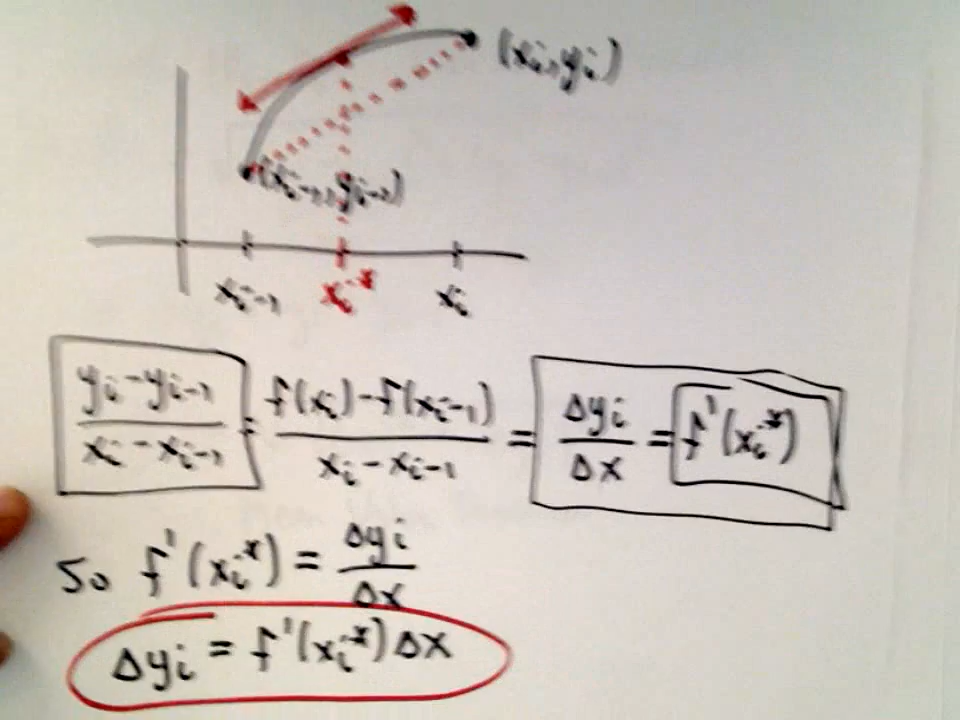 (xᵢ, yᵢ)
(xᵢ₋₁, yᵢ₋₁)
xᵢ₋₁ xᵢ* xᵢ
(yᵢ - yᵢ₋₁)/(xᵢ - xᵢ₋₁) = (f(xᵢ) - f(xᵢ₋₁))/(xᵢ - xᵢ₋₁) = Δyᵢ/Δx = f'(xᵢ*)
So f'(xᵢ*) = Δyᵢ/Δx
Δyᵢ = f'(xᵢ*)Δx